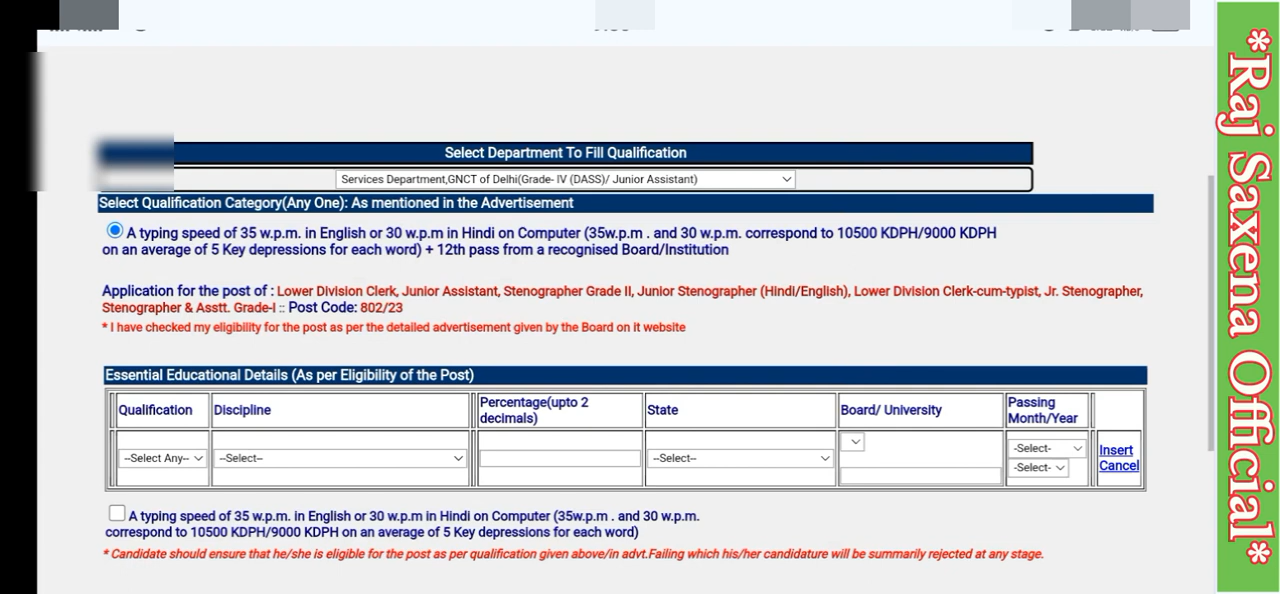 Select Department To Fill Qualification
Services Department,GNCT of Delhi(Grade- IV (DASS)/ Junior Assistant)
Select Qualification Category(Any One): As mentioned in the Advertisement
A typing speed of 35 w.p.m. in English or 30 w.p.m in Hindi on Computer (35w.p.m . and 30 w.p.m. correspond to 10500 KDPH/9000 KDPH
on an average of 5 Key depressions for each word) + 12th pass from a recognised Board/Institution
Application for the post of : Lower Division Clerk, Junior Assistant, Stenographer Grade II, Junior Stenographer (Hindi/English), Lower Division Clerk-cum-typist, Jr. Stenographer,
Stenographer & Asstt. Grade-I :: Post Code: 802/23
* I have checked my eligibility for the post as per the detailed advertisement given by the Board on it website
Essential Educational Details (As per Eligibility of the Post)
Qualification Discipline Percentage(upto 2 decimals) State Board/ University Passing Month/Year
--Select Any-- --Select-- --Select-- -Select- Insert
-Select- Cancel
A typing speed of 35 w.p.m. in English or 30 w.p.m in Hindi on Computer (35w.p.m . and 30 w.p.m.
correspond to 10500 KDPH/9000 KDPH on an average of 5 Key depressions for each word)
* Candidate should ensure that he/she is eligible for the post as per qualification given above/in advt.Failing which his/her candidature will be summarily rejected at any stage.
*Raj Saxena Official*